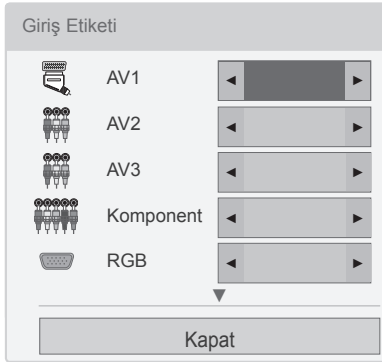 Giriş Etiketi
AV1
AV2
AV3
Komponent
RGB
Kapat